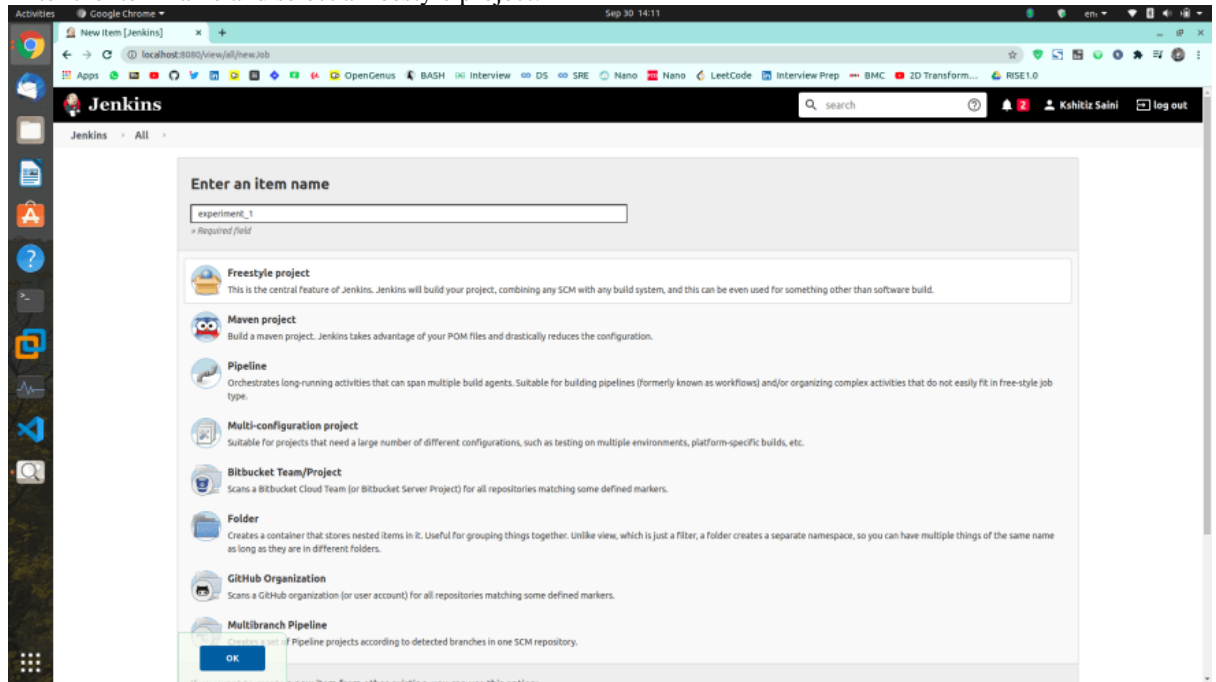 Activities Google Chrome Sep 30 14:11 en
New Item [Jenkins]
localhost:8080/view/all/newJob
Apps OpenGenus BASH Interview DS SRE Nano Nano LeetCode Interview Prep BMC 2D Transform... RISE1.0
Jenkins search 2 Kshitiz Saini log out
Jenkins All
Enter an item name
experiment_1
» Required field
Freestyle project
This is the central feature of Jenkins. Jenkins will build your project, combining any SCM with any build system, and this can be even used for something other than software build.
Maven project
Build a maven project. Jenkins takes advantage of your POM files and drastically reduces the configuration.
Pipeline
Orchestrates long-running activities that can span multiple build agents. Suitable for building pipelines (formerly known as workflows) and/or organizing complex activities that do not easily fit in free-style job
type.
Multi-configuration project
Suitable for projects that need a large number of different configurations, such as testing on multiple environments, platform-specific builds, etc.
Bitbucket Team/Project
Scans a Bitbucket Cloud Team (or Bitbucket Server Project) for all repositories matching some defined markers.
Folder
Creates a container that stores nested items in it. Useful for grouping things together. Unlike view, which is just a filter, a folder creates a separate namespace, so you can have multiple things of the same name
as long as they are in different folders.
GitHub Organization
Scans a GitHub organization (or user account) for all repositories matching some defined markers.
Multibranch Pipeline
Creates a set of Pipeline projects according to detected branches in one SCM repository.
OK